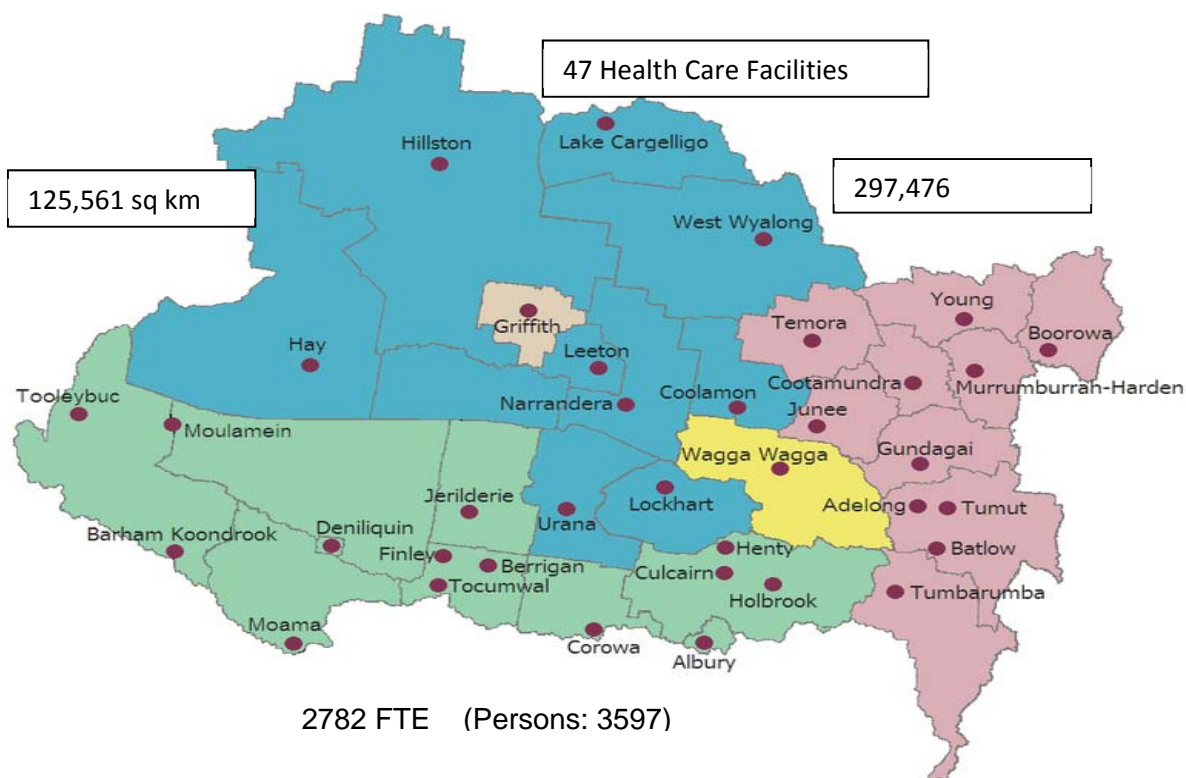 47 Health Care Facilities
Lake Cargelligo
Hillston
125,561 sq km
297,476
West Wyalong
Young
Griffith
Temora
Boorowa
Hay
Leeton
Cootamundra
Murrumburrah-Harden
Tooleybuc
Narrandera
Coolamon
Junee
Moulamein
Wagga Wagga
Gundagai
Jerilderie
Lockhart
Adelong
Tumut
Urana
Barham Koondrook
Deniliquin
Henty
Batlow
Finley
Berrigan
Culcairn
Tocumwal
Holbrook
Tumbarumba
Moama
Corowa
Albury
2782 FTE (Persons: 3597)